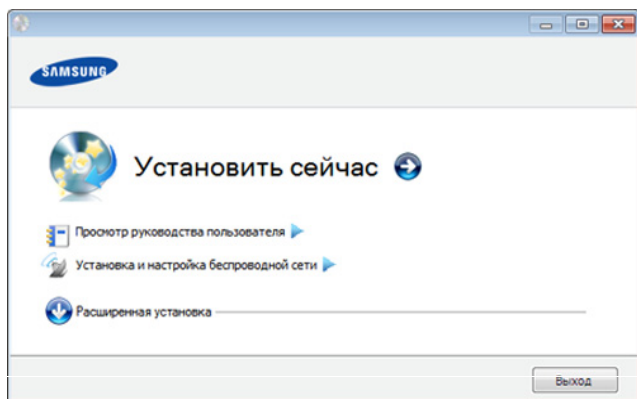 SAMSUNG
Установить сейчас
Просмотр руководства пользователя
Установка и настройка беспроводной сети
Расширенная установка
Выход